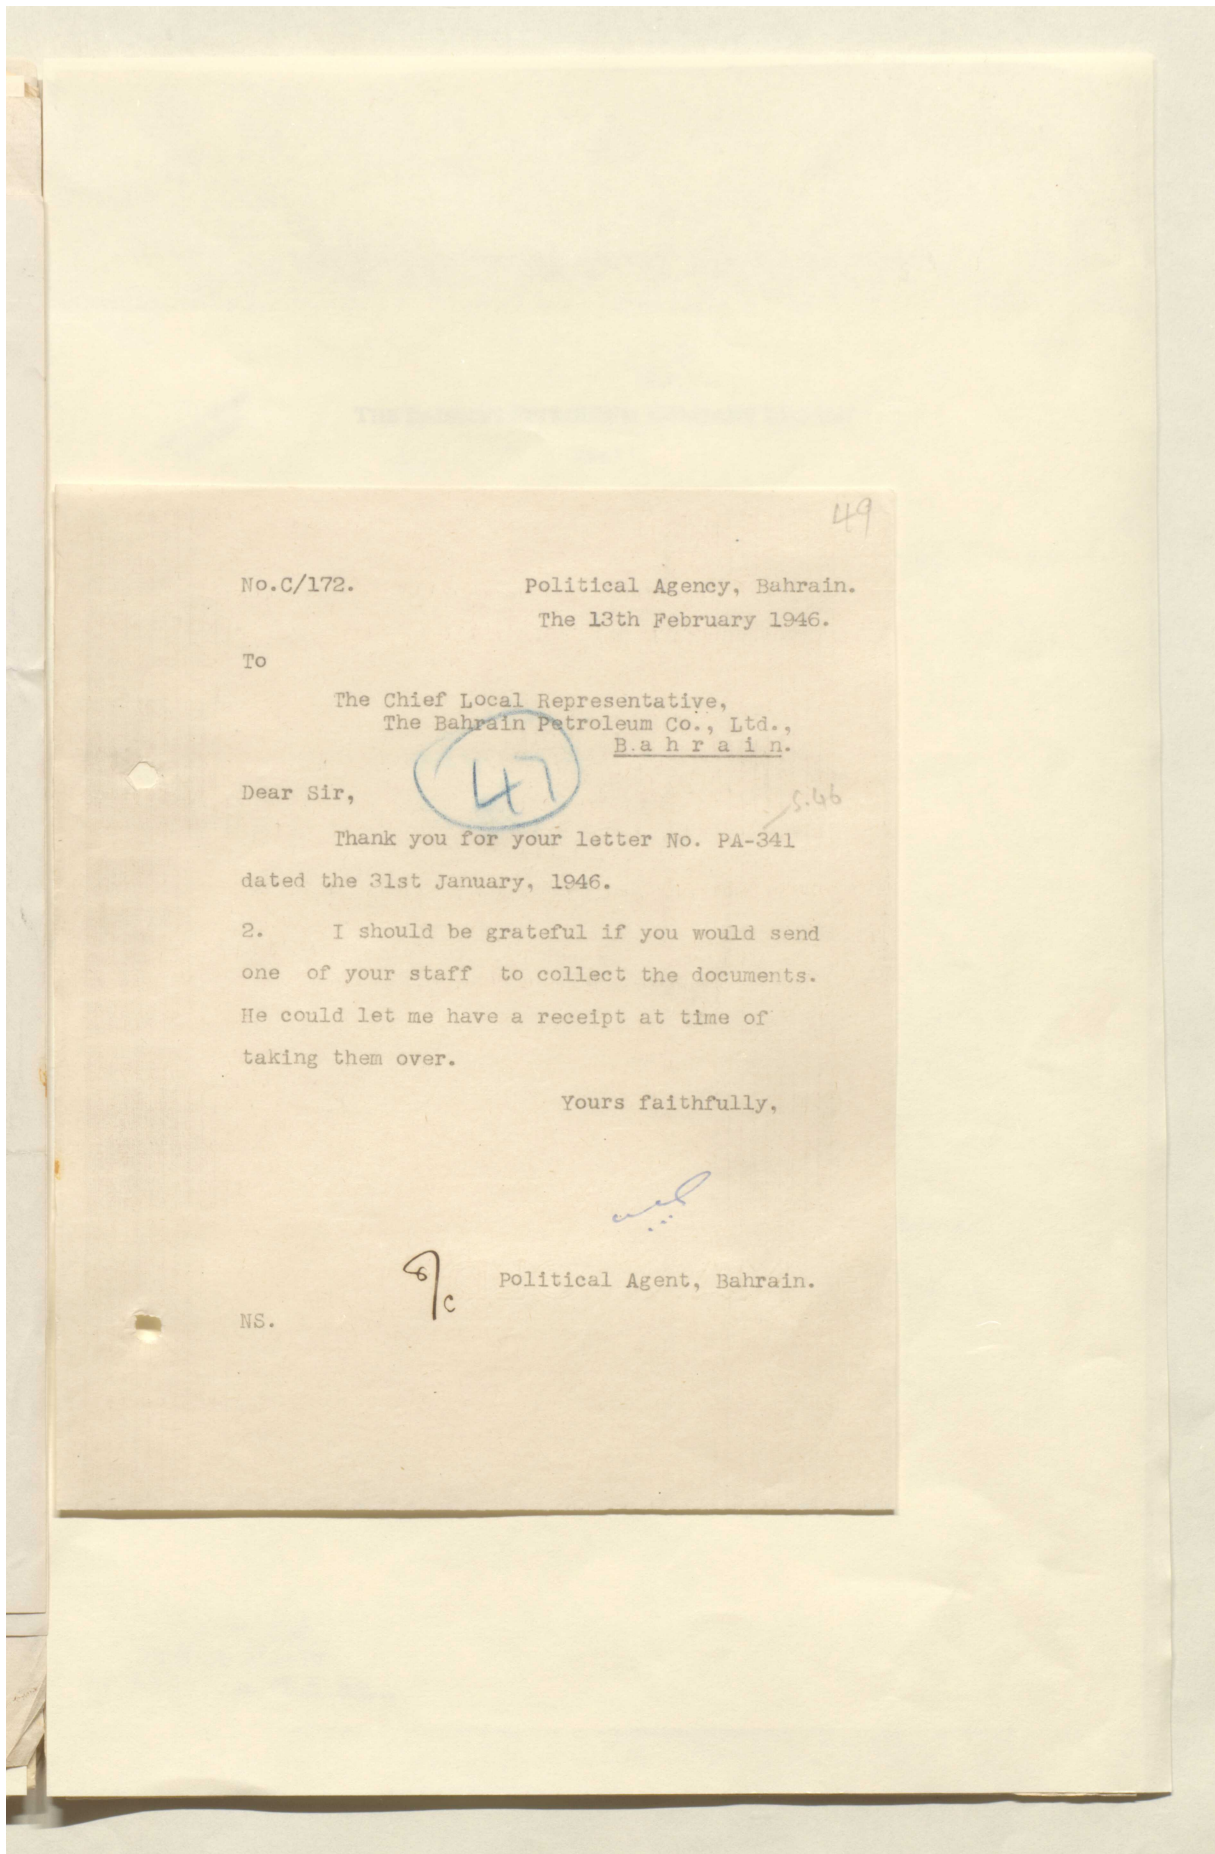 49
No.C/172. Political Agency, Bahrain.
The 13th February 1946.
To
The Chief Local Representative,
The Bahrain Petroleum Co., Ltd.,
B a h r a i n.
47
Dear Sir,
S.46
Thank you for your letter No. PA-341
dated the 31st January, 1946.
2. I should be grateful if you would send
one of your staff to collect the documents.
He could let me have a receipt at time of
taking them over.
Yours faithfully,
Political Agent, Bahrain.
NS.